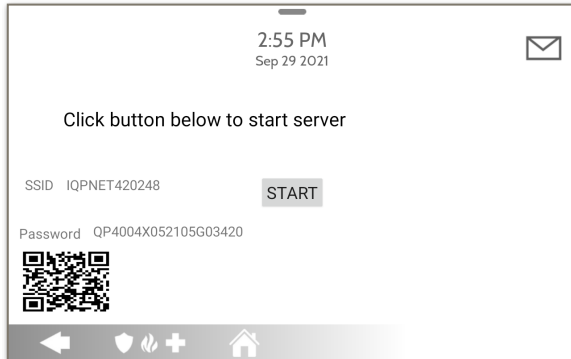 2:55 PM
Sep 29 2021
Click button below to start server
SSID IQPNET420248
START
Password QP4004X052105G03420